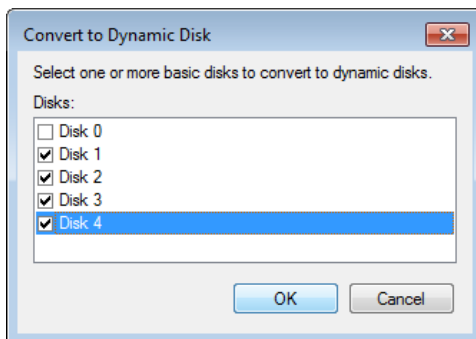 Convert to Dynamic Disk
Select one or more basic disks to convert to dynamic disks.
Disks:
Disk 0
Disk 1
Disk 2
Disk 3
Disk 4
OK
Cancel